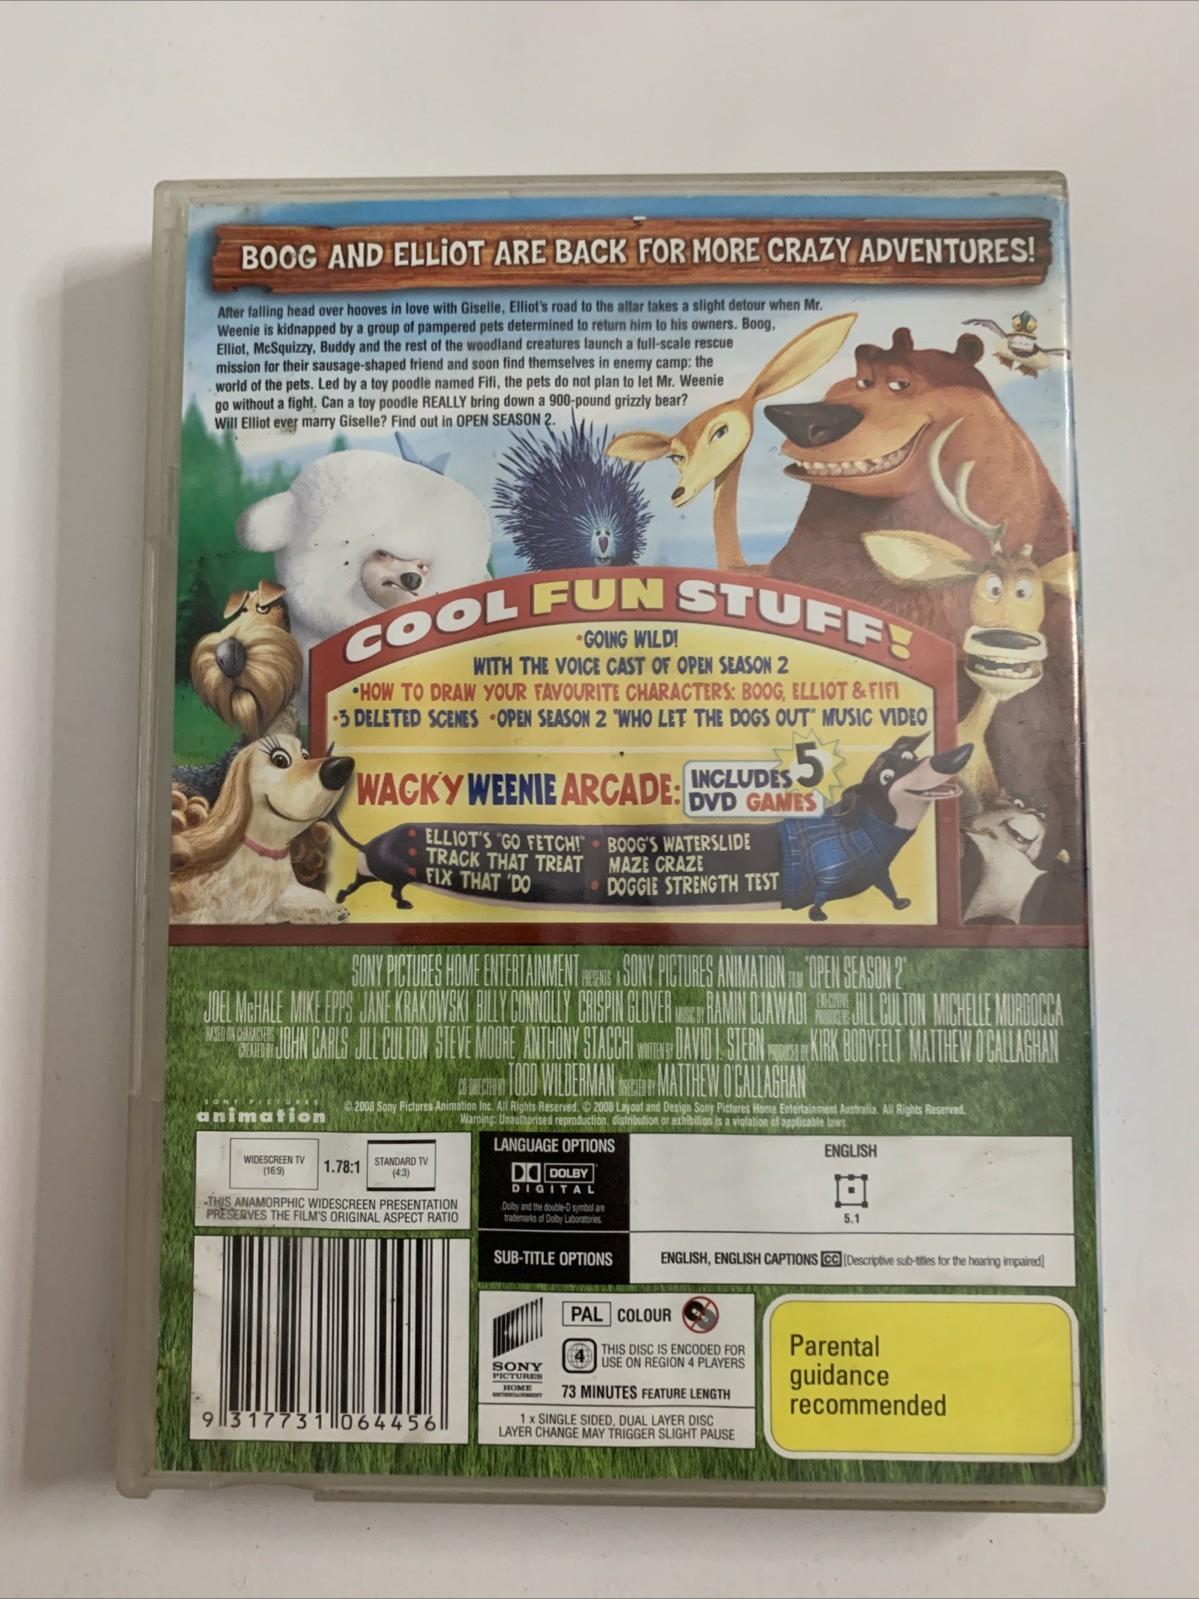 BOOG AND ELLiOT ARE BACK FOR MORE CRAZY ADVENTURES!
After falling head over hooves in love with Giselle, Elliot's road to the altar takes a slight detour when Mr.
Weenie is kidnapped by a group of pampered pets determined to return him to his owners. Boog,
Elliot, McSquizzy, Buddy and the rest of the woodland creatures launch a full-scale rescue
mission for their sausage-shaped friend and soon find themselves in enemy camp: the
world of the pets. Led by a toy poodle named Fifi, the pets do not plan to let Mr. Weenie
go without a fight. Can a toy poodle REALLY bring down a 900-pound grizzly bear?
Will Elliot ever marry Giselle? Find out in OPEN SEASON 2.
COOL FUN STUFF!
•GOING WILD!
WITH THE VOICE CAST OF OPEN SEASON 2
•HOW TO DRAW YOUR FAVOURITE CHARACTERS: BOOG, ELLIOT & FIFI
•3 DELETED SCENES •OPEN SEASON 2 "WHO LET THE DOGS OUT" MUSIC VIDEO
WACKY WEENIE ARCADE: INCLUDES 5 DVD GAMES
• ELLIOT'S "GO FETCH!" • BOOG'S WATERSLIDE
• TRACK THAT TREAT MAZE CRAZE
• FIX THAT 'DO • DOGGIE STRENGTH TEST
SONY PICTURES HOME ENTERTAINMENT PRESENTS A SONY PICTURES ANIMATION FILM "OPEN SEASON 2"
JOEL McHALE MIKE EPPS JANE KRAKOWSKI BILLY CONNOLLY CRISPIN GLOVER MUSIC BY RAMIN DJAWADI EXECUTIVE PRODUCERS JILL CULTON MICHELLE MURDOCCA
BASED ON CHARACTERS CREATED BY JOHN CARLS JILL CULTON STEVE MOORE ANTHONY STACCHI WRITTEN BY DAVID I. STERN PRODUCED BY KIRK BODYFELT MATTHEW O'CALLAGHAN
CO-DIRECTED BY TODD WILDERMAN DIRECTED BY MATTHEW O'CALLAGHAN
SONY PICTURES
animation
© 2008 Sony Pictures Animation Inc. All Rights Reserved. © 2008 Layout and Design Sony Pictures Home Entertainment Australia. All Rights Reserved.
Warning: Unauthorised reproduction, distribution or exhibition is a violation of applicable laws
WIDESCREEN TV
(16:9)
1.78:1
STANDARD TV
(4:3)
THIS ANAMORPHIC WIDESCREEN PRESENTATION
PRESERVES THE FILM'S ORIGINAL ASPECT RATIO
LANGUAGE OPTIONS
DOLBY
DIGITAL
Dolby and the double-D symbol are
trademarks of Dolby Laboratories.
ENGLISH
5.1
SUB-TITLE OPTIONS
ENGLISH, ENGLISH CAPTIONS CC [Descriptive sub-titles for the hearing impaired]
9 317731 064456
SONY
PICTURES
HOME
ENTERTAINMENT
PAL COLOUR
4
THIS DISC IS ENCODED FOR
USE ON REGION 4 PLAYERS
73 MINUTES FEATURE LENGTH
1 x SINGLE SIDED, DUAL LAYER DISC
LAYER CHANGE MAY TRIGGER SLIGHT PAUSE
Parental
guidance
recommended